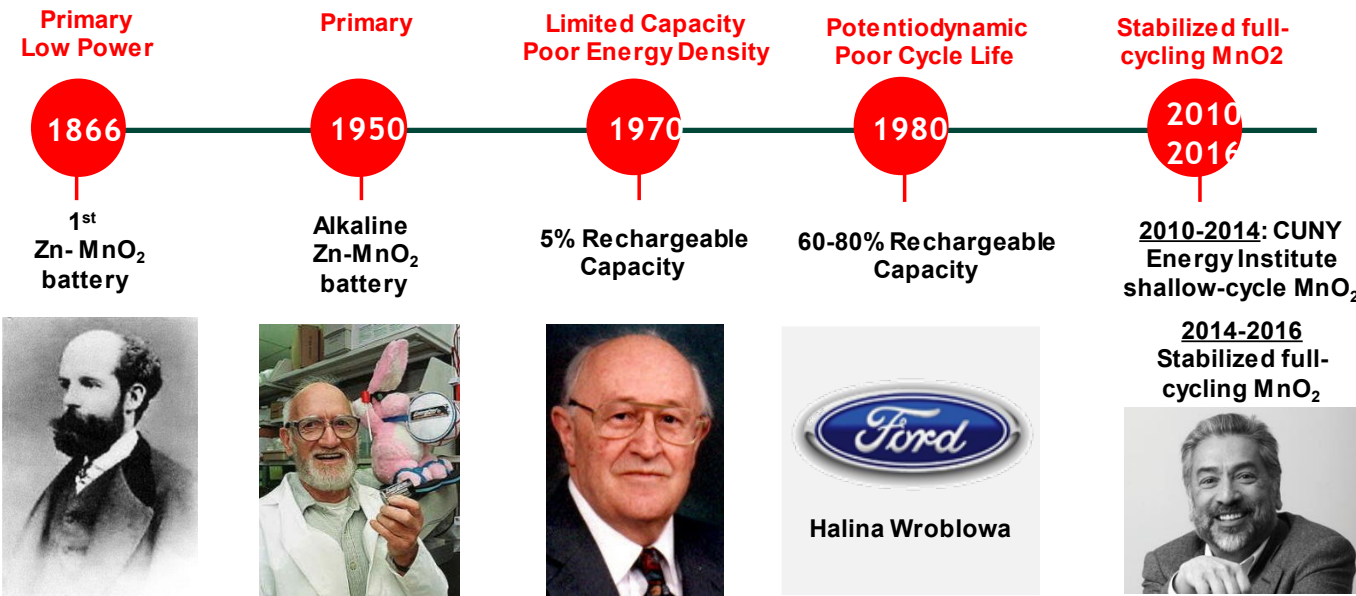 Primary
Low Power
Primary
Limited Capacity
Poor Energy Density
Potentiodynamic
Poor Cycle Life
Stabilized full-
cycling MnO2
1866
1950
1970
1980
2010
2016
1st
Zn- MnO2
battery
Alkaline
Zn-MnO2
battery
5% Rechargeable
Capacity
60-80% Rechargeable
Capacity
2010-2014: CUNY
Energy Institute
shallow-cycle MnO2
2014-2016
Stabilized full-
cycling MnO2
Ford
Halina Wroblowa